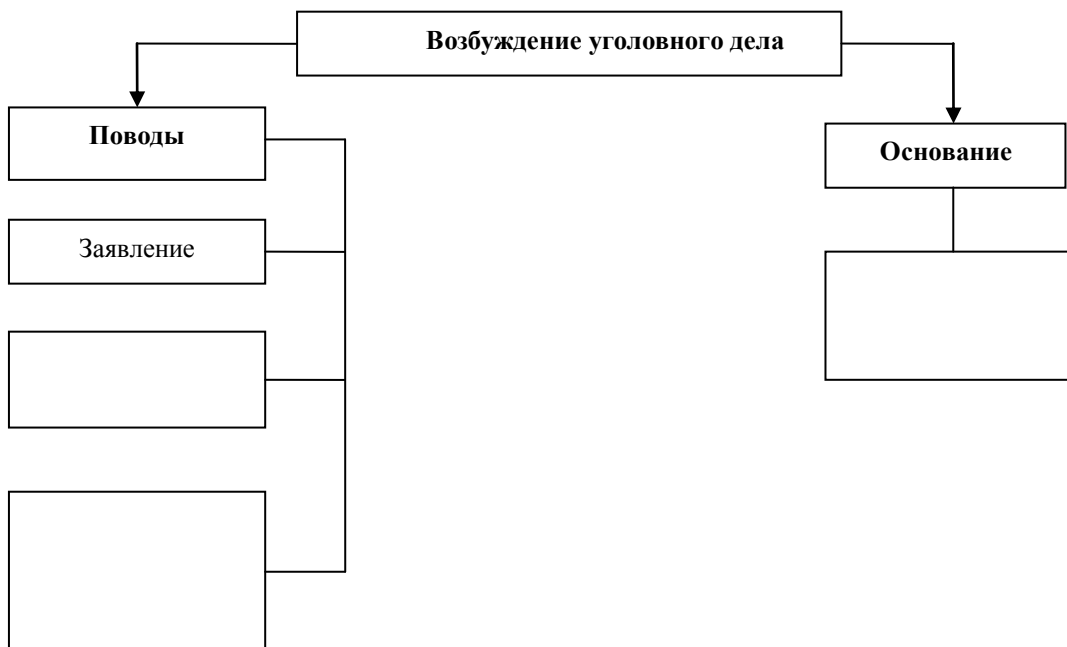 Возбуждение уголовного дела
Поводы
Основание
Заявление